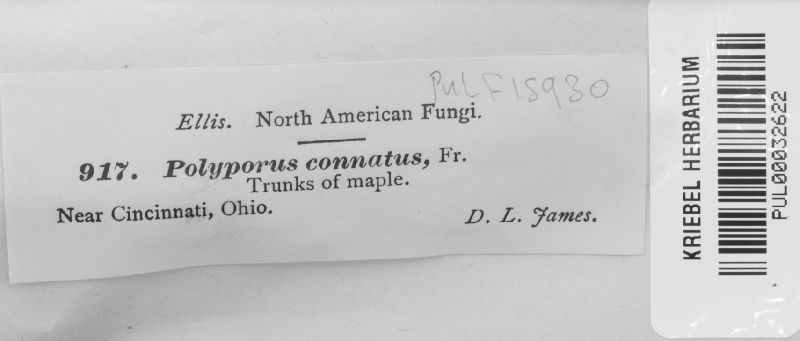 PUL F15930
Ellis. North American Fungi.
917. Polyporus connatus, Fr.
Trunks of maple.
Near Cincinnati, Ohio.
D. L. James.
KRIEBEL HERBARIUM
PUL00032622